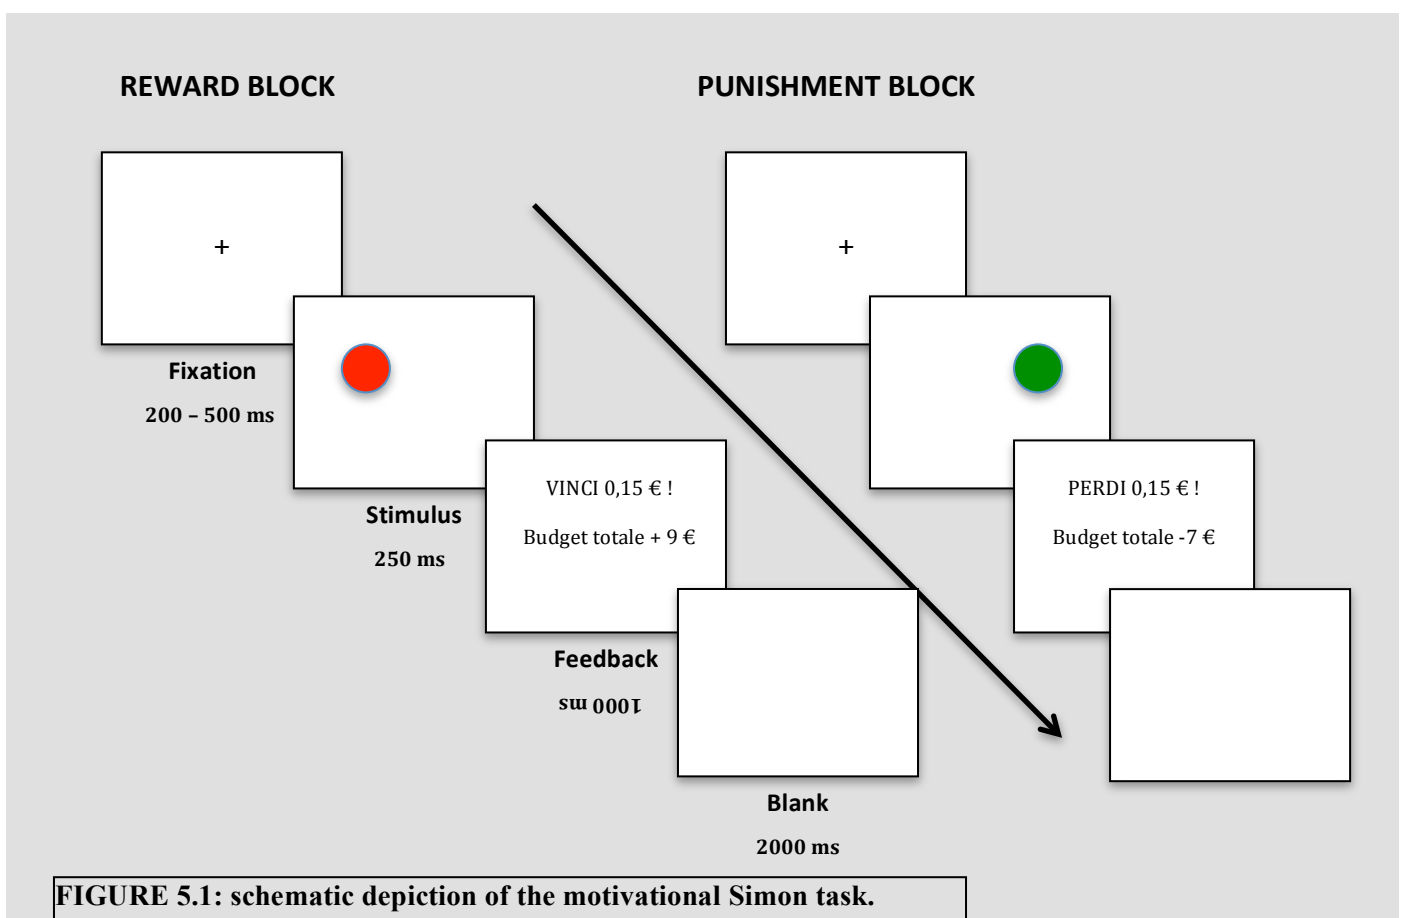 REWARD BLOCK
PUNISHMENT BLOCK
+
+
Fixation
200 – 500 ms
Stimulus
250 ms
VINCI 0,15 € !
Budget totale + 9 €
PERDI 0,15 € !
Budget totale -7 €
Feedback
1000 ms
Blank
2000 ms
FIGURE 5.1: schematic depiction of the motivational Simon task.